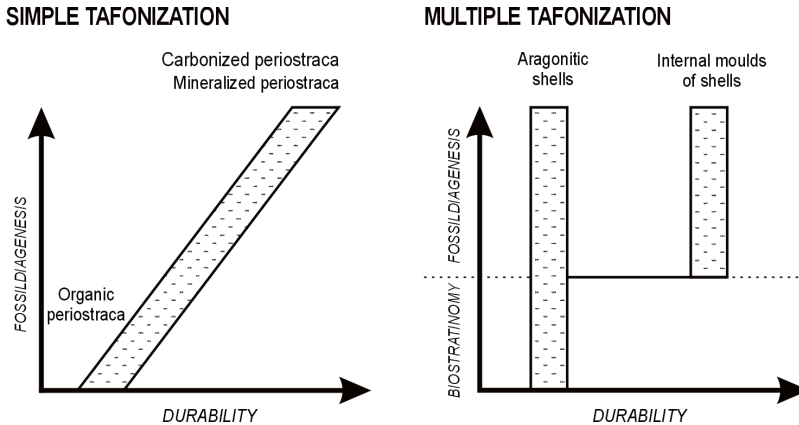 SIMPLE TAFONIZATION
Carbonized periostraca
Mineralized periostraca
FOSSILDIAGENESIS
Organic
periostraca
DURABILITY
MULTIPLE TAFONIZATION
Aragonitic
shells
Internal moulds
of shells
FOSSILDIAGENESIS
BIOSTRATINOMY
DURABILITY